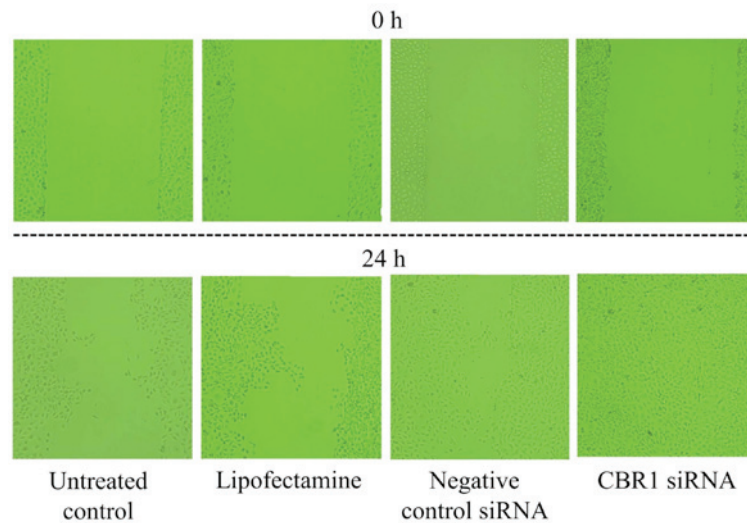 0 h
24 h
Untreated
control
Lipofectamine
Negative
control siRNA
CBR1 siRNA